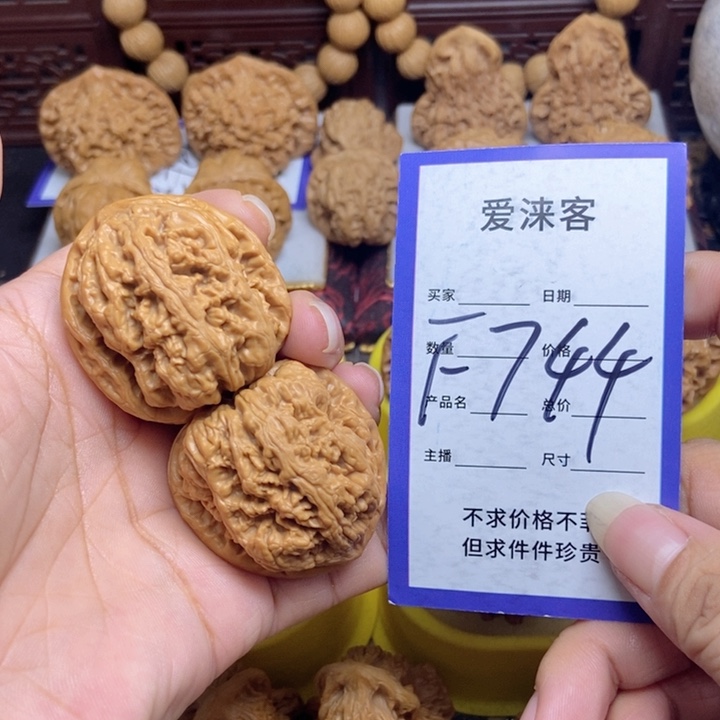 爱涞客
买家 日期
数量 价格
F744
产品名 总价
主播 尺寸
不求价格不菲
但求件件珍贵